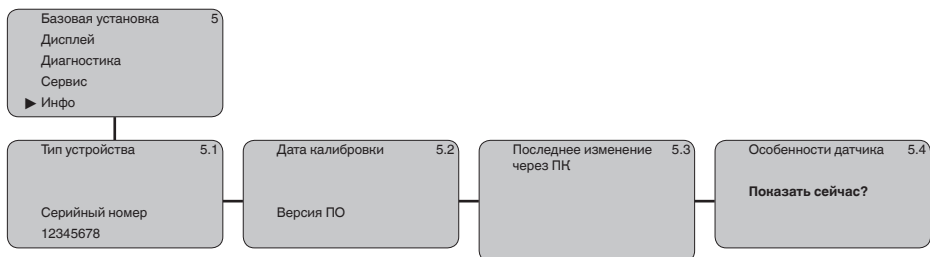 Базовая установка 5
Дисплей
Диагностика
Сервис
▶ Инфо
Тип устройства 5.1
Серийный номер
12345678
Дата калибровки 5.2
Версия ПО
Последнее изменение 5.3
через ПК
Особенности датчика 5.4
Показать сейчас?